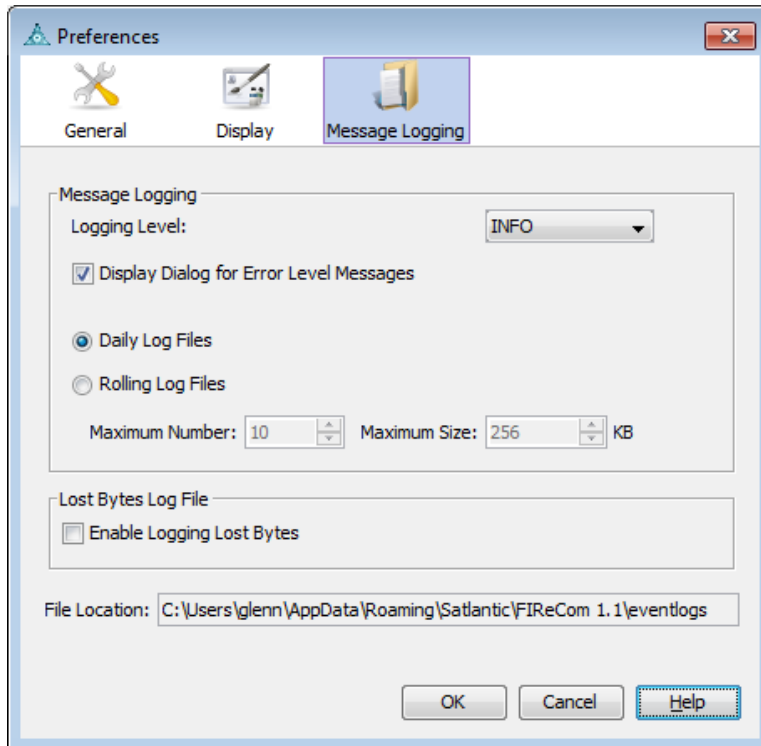 Preferences
General Display Message Logging
Message Logging
Logging Level: INFO
Display Dialog for Error Level Messages
Daily Log Files
Rolling Log Files
Maximum Number: 10 Maximum Size: 256 KB
Lost Bytes Log File
Enable Logging Lost Bytes
File Location: C:\Users\glenn\AppData\Roaming\Satlantic\FIReCom 1.1\eventlogs
OK Cancel Help